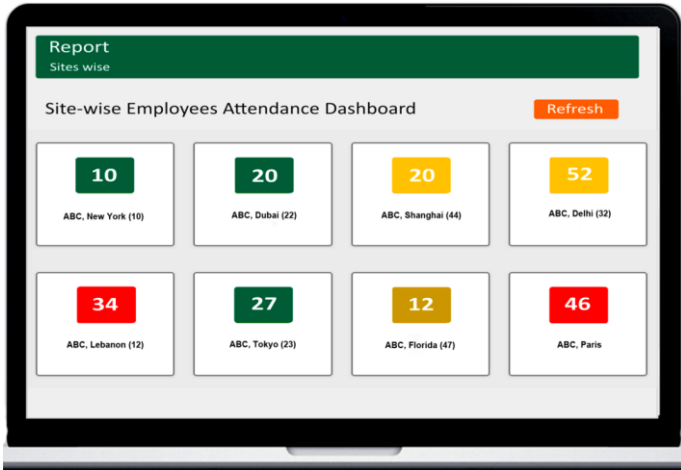 Report
Sites wise
Site-wise Employees Attendance Dashboard
Refresh
10
20
20
52
ABC, New York (10)
ABC, Dubai (22)
ABC, Shanghai (44)
ABC, Delhi (32)
34
27
12
46
ABC, Lebanon (12)
ABC, Tokyo (23)
ABC, Florida (47)
ABC, Paris